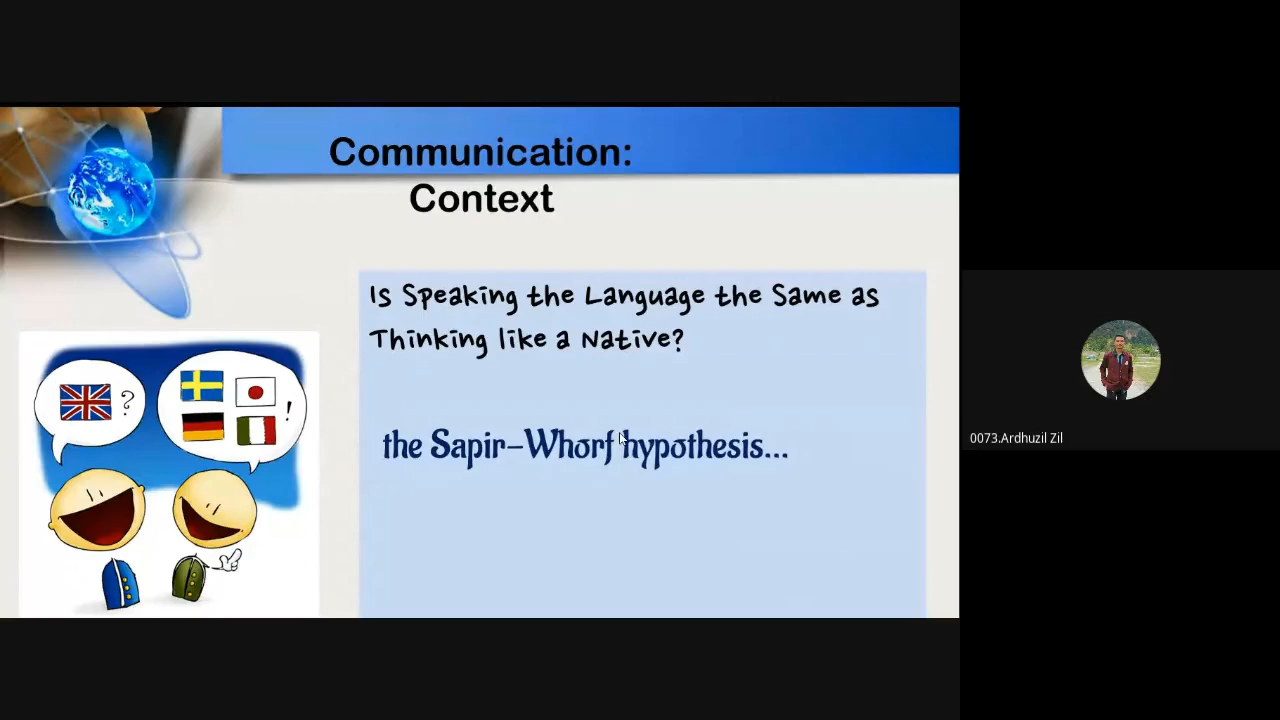 Communication:
Context
Is Speaking the Language the Same as
Thinking like a Native?
the Sapir–Whorf hypothesis...
?
!
0073.Ardhuzil Zil